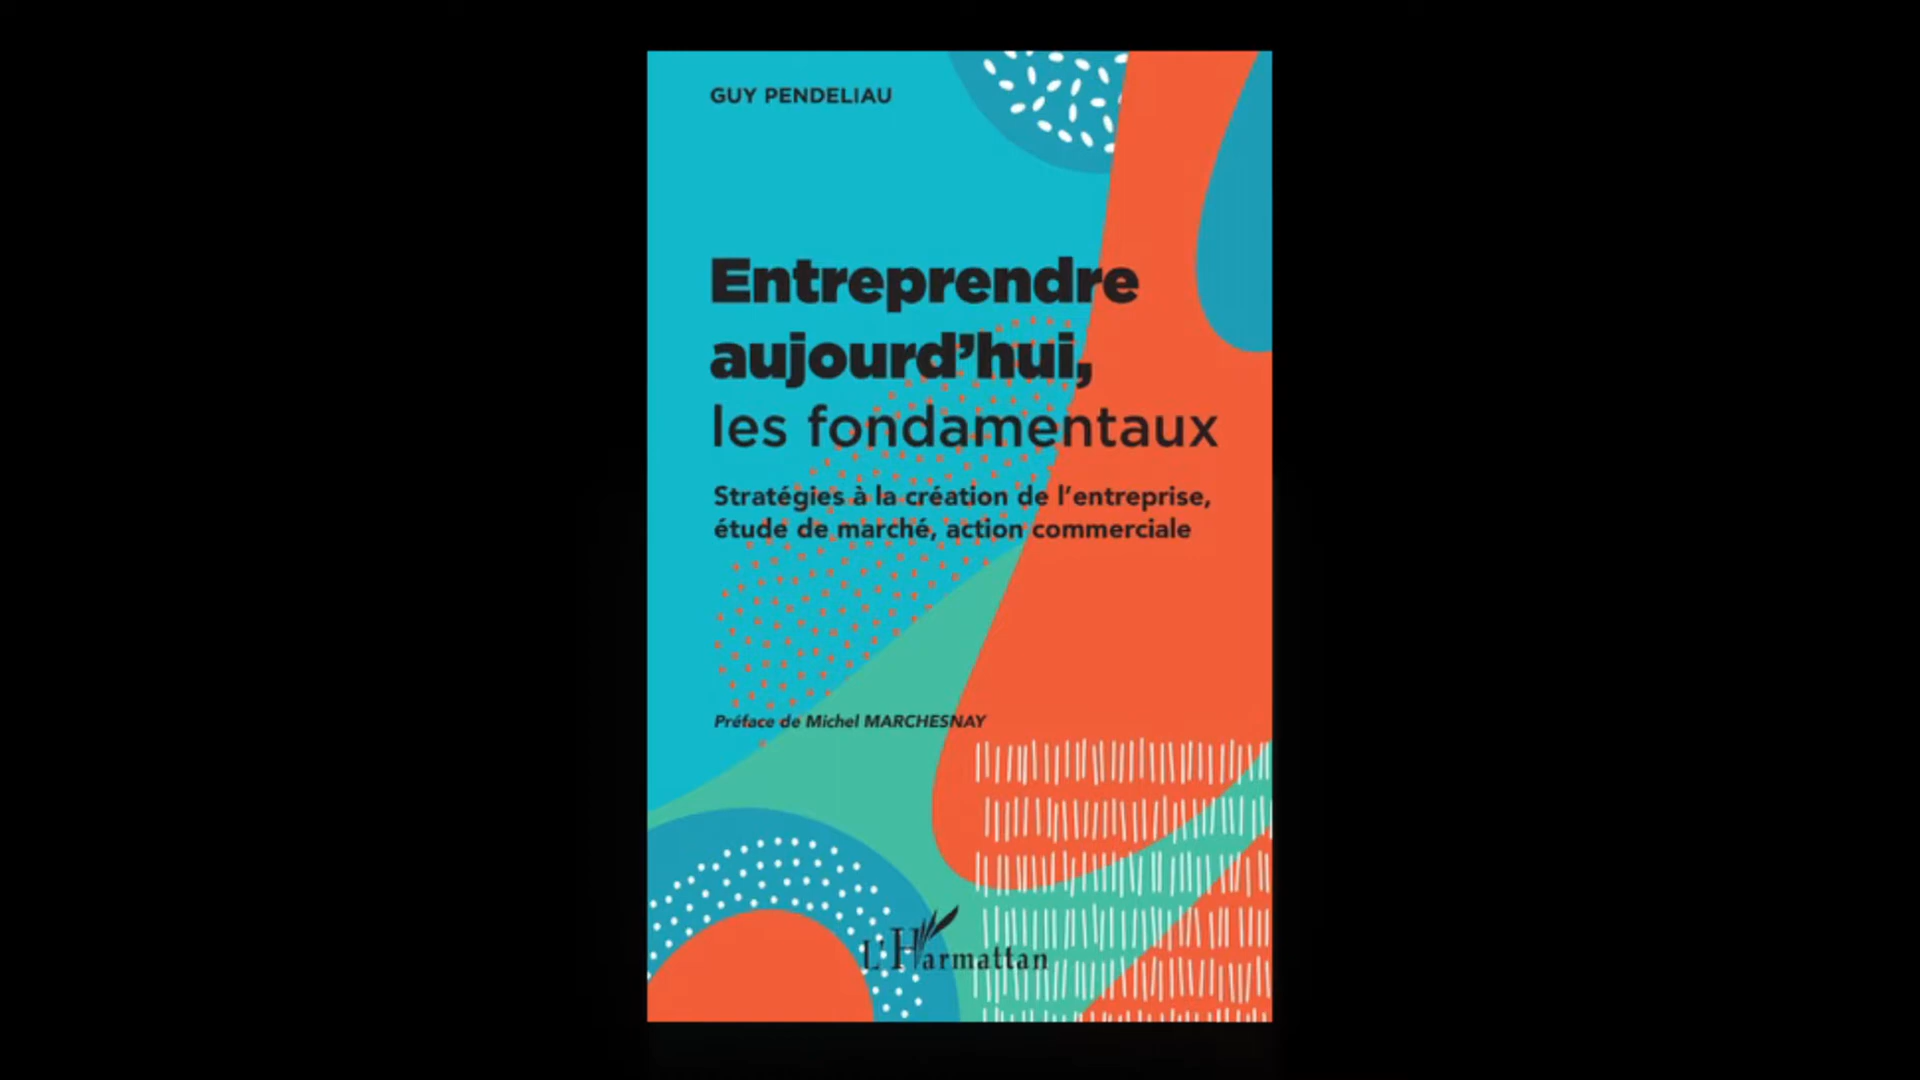 GUY PENDELIAU
Entreprendre
aujourd’hui,
les fondamentaux
Stratégies à la création de l’entreprise,
étude de marché, action commerciale
Préface de Michel MARCHESNAY
L’Harmattan